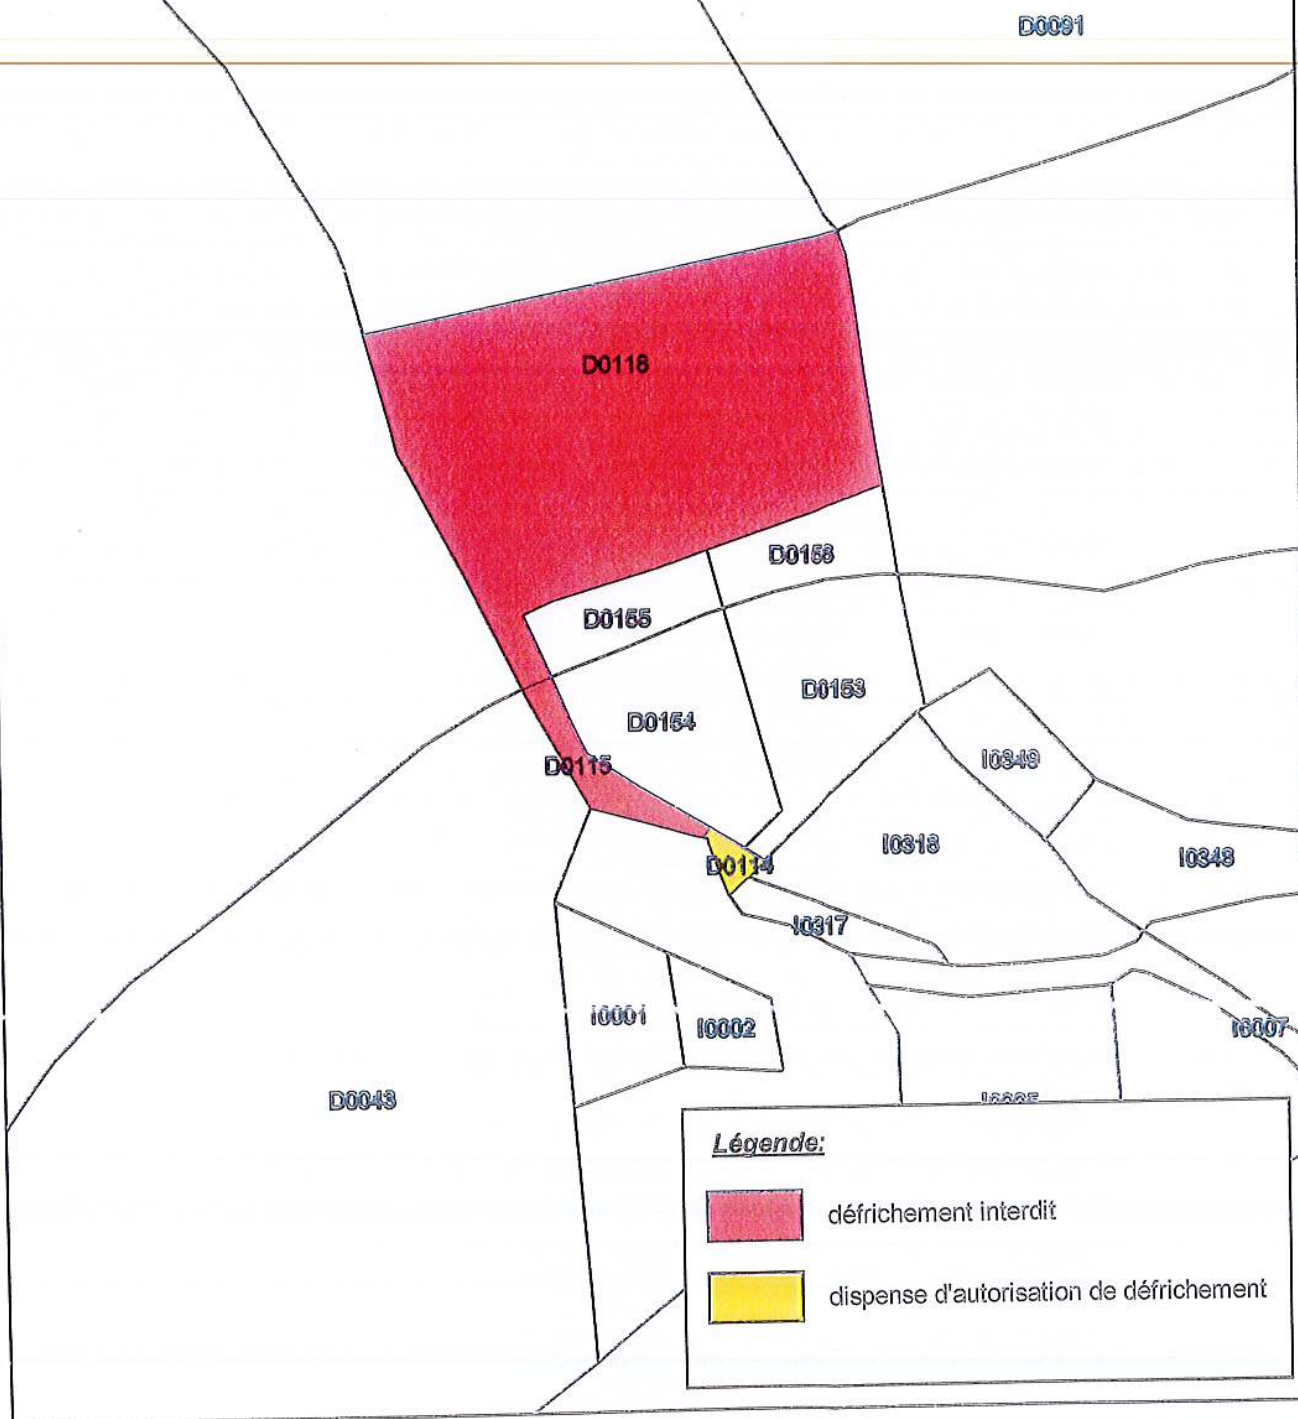 D0091
D0118
D0156
D0155
D0153
D0154
I0349
D0115
I0318
I0348
D0114
I0317
I0001
I0002
I0007
D0043
Légende:
défrichement interdit
dispense d'autorisation de défrichement